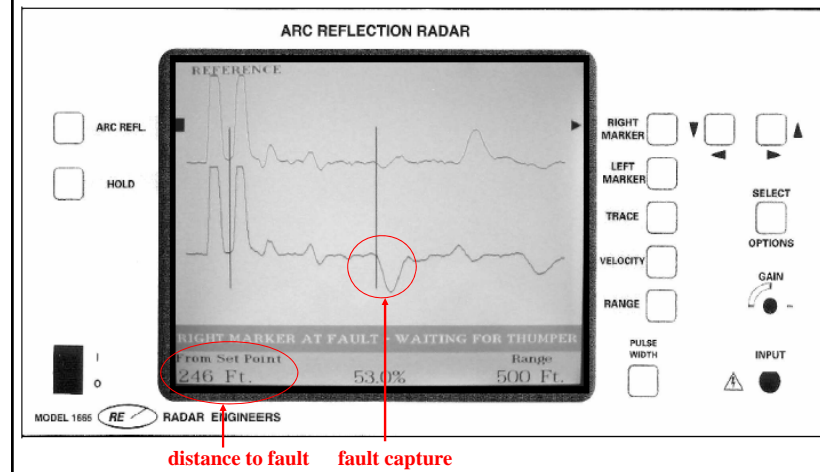 ARC REFLECTION RADAR
REFERENCE
ARC REFL.
HOLD
RIGHT
MARKER
LEFT
MARKER
TRACE
VELOCITY
RANGE
PULSE
WIDTH
SELECT
OPTIONS
GAIN
INPUT
RIGHT MARKER AT FAULT - WAITING FOR THUMPER
From Set Point
Range
246 Ft.
53.0%
500 Ft.
I
O
MODEL 1665
RE
RADAR ENGINEERS
distance to fault
fault capture